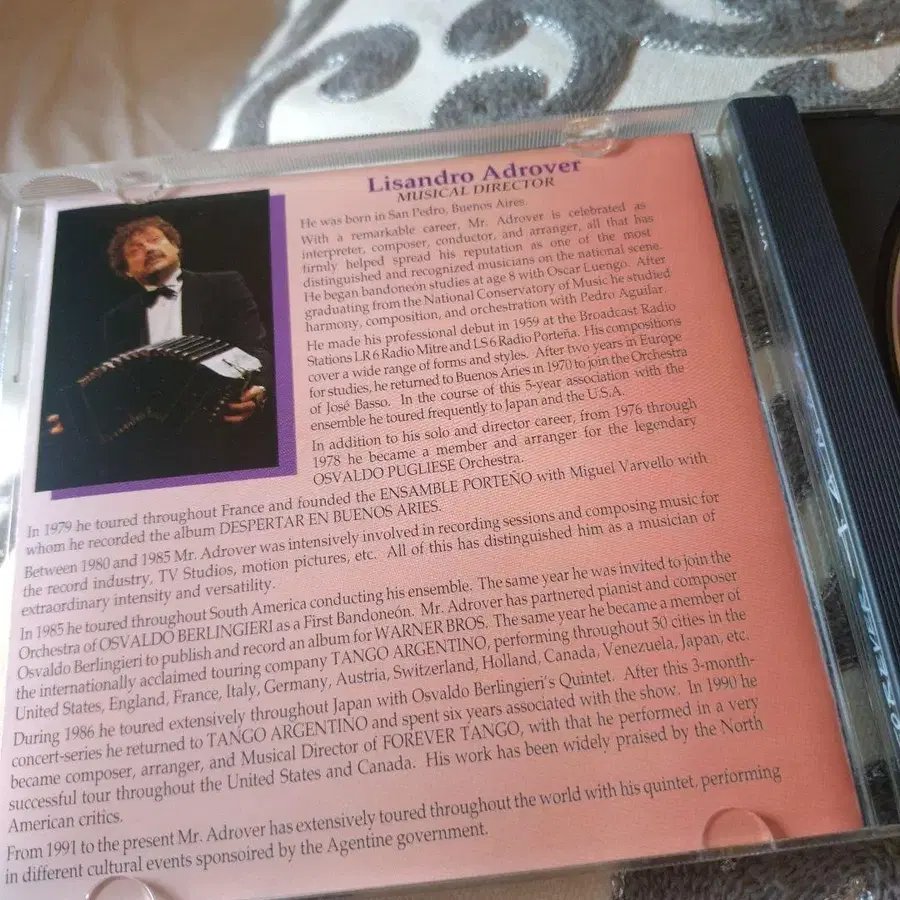 Lisandro Adrover
MUSICAL DIRECTOR
He was born in San Pedro, Buenos Aires
With a remarkable career, Mr. Adrover is celebrated as
interpreter, composer, conductor, and arranger, all that has
firmly helped spread his reputation as one of the most
distinguished and recognized musicians on the national scene.
He began bandoneón studies at age 8 with Oscar Luengo. After
graduating from the National Conservatory of Music he studied
harmony, composition, and orchestration with Pedro Aguilar.
He made his professional debut in 1959 at the Broadcast Radio
Stations LR 6 Radio Mitre and LS 6 Radio Porteña. His compositions
cover a wide range of forms and styles. After two years in Europe
for studies, he returned to Buenos Aries in 1970 to join the Orchestra
of José Basso. In the course of this 5-year association with the
ensemble he toured frequently to Japan and the U.S.A.
In addition to his solo and director career, from 1976 through
1978 he became a member and arranger for the legendary
OSVALDO PUGLIESE Orchestra.
In 1979 he toured throughout France and founded the ENSAMBLE PORTEÑO with Miguel Varvello with
whom he recorded the album DESPERTAR EN BUENOS ARIES.
Between 1980 and 1985 Mr. Adrover was intensively involved in recording sessions and composing music for
the record industry, TV Studios, motion pictures, etc. All of this has distinguished him as a musician of
extraordinary intensity and versatility.
In 1985 he toured throughout South America conducting his ensemble. The same year he was invited to join the
Orchestra of OSVALDO BERLINGIERI as a First Bandoneón. Mr. Adrover has partnered pianist and composer
Osvaldo Berlingieri to publish and record an album for WARNER BROS. The same year he became a member of
the internationally acclaimed touring company TANGO ARGENTINO, performing throughout 50 cities in the
United States, England, France, Italy, Germany, Austria, Switzerland, Holland, Canada, Venezuela, Japan, etc.
During 1986 he toured extensively throughout Japan with Osvaldo Berlingieri's Quintet. After this 3-month-
concert-series he returned to TANGO ARGENTINO and spent six years associated with the show. In 1990 he
became composer, arranger, and Musical Director of FOREVER TANGO, with that he performed in a very
successful tour throughout the United States and Canada. His work has been widely praised by the North
American critics.
From 1991 to the present Mr. Adrover has extensively toured throughout the world with his quintet, performing
in different cultural events sponsoired by the Agentine government.